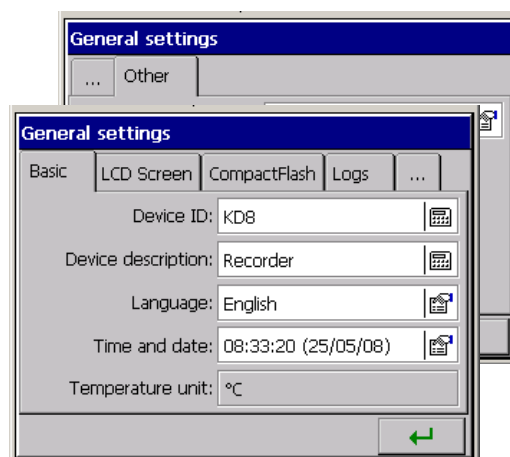 General settings
... Other
General settings
Basic LCD Screen CompactFlash Logs ...
Device ID: KD8
Device description: Recorder
Language: English
Time and date: 08:33:20 (25/05/08)
Temperature unit: °C